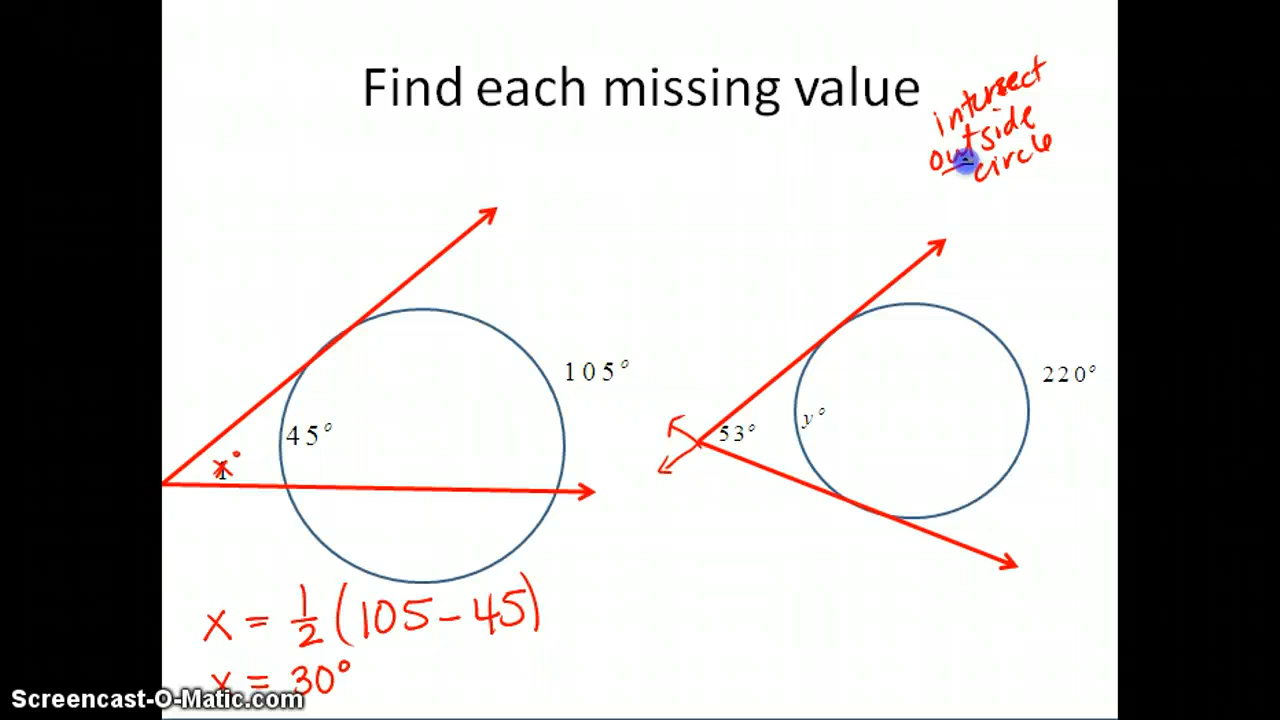 Find each missing value
intersect
outside
circle
105°
220°
45°
x°
53°
y°
x = 1/2 (105 - 45)
x = 30°
Screencast-O-Matic.com